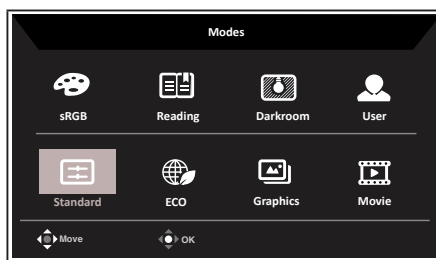 Modes
sRGB Reading Darkroom User
Standard ECO Graphics Movie
Move OK